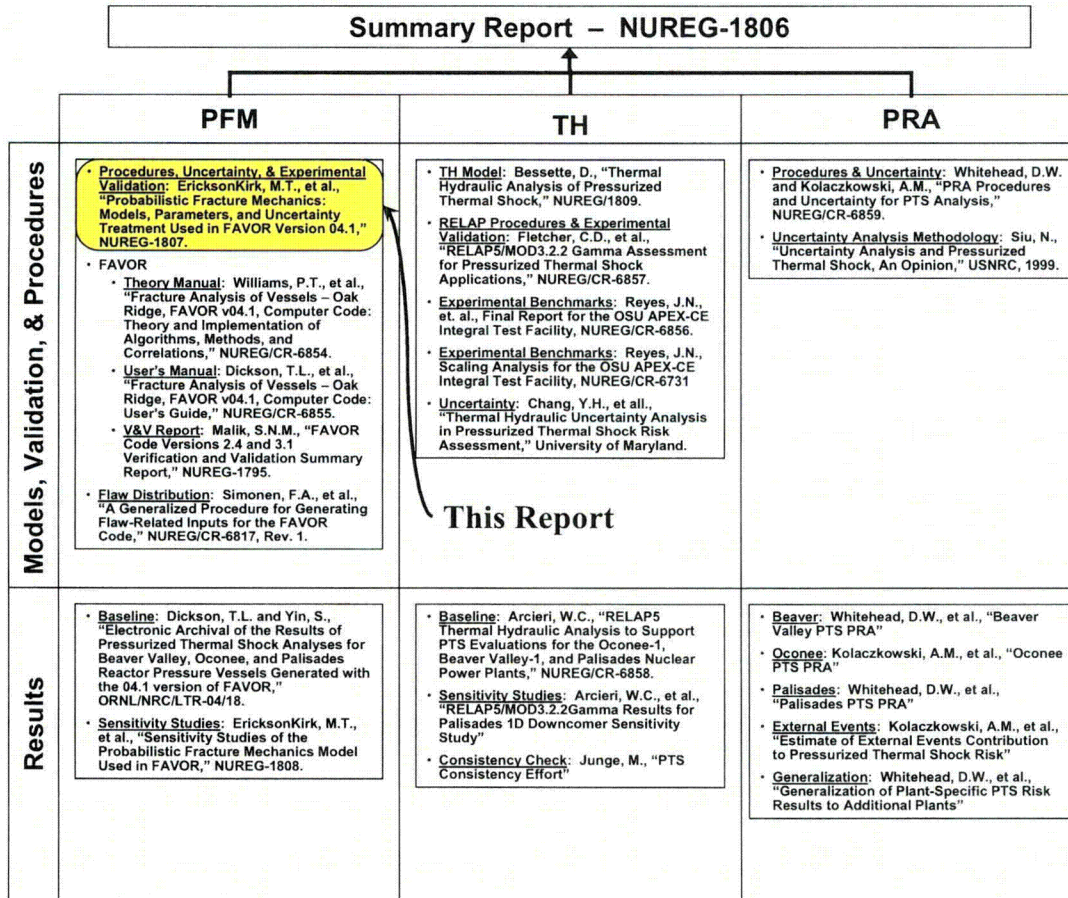 Summary Report – NUREG-1806
PFM
TH
PRA
Models, Validation, & Procedures
• Procedures, Uncertainty, & Experimental
Validation: EricksonKirk, M.T., et al.,
“Probabilistic Fracture Mechanics:
Models, Parameters, and Uncertainty
Treatment Used in FAVOR Version 04.1,”
NUREG-1807.
• FAVOR
• Theory Manual: Williams, P.T., et al.,
“Fracture Analysis of Vessels – Oak
Ridge, FAVOR v04.1, Computer Code:
Theory and Implementation of
Algorithms, Methods, and
Correlations,” NUREG/CR-6854.
• User’s Manual: Dickson, T.L., et al.,
“Fracture Analysis of Vessels – Oak
Ridge, FAVOR v04.1, Computer Code:
User’s Guide,” NUREG/CR-6855.
• V&V Report: Malik, S.N.M., “FAVOR
Code Versions 2.4 and 3.1
Verification and Validation Summary
Report,” NUREG-1795.
• Flaw Distribution: Simonen, F.A., et al.,
“A Generalized Procedure for Generating
Flaw-Related Inputs for the FAVOR
Code,” NUREG/CR-6817, Rev. 1.
• TH Model: Bessette, D., “Thermal
Hydraulic Analysis of Pressurized
Thermal Shock,” NUREG/1809.
• RELAP Procedures & Experimental
Validation: Fletcher, C.D., et al.,
“RELAP5/MOD3.2.2 Gamma Assessment
for Pressurized Thermal Shock
Applications,” NUREG/CR-6857.
• Experimental Benchmarks: Reyes, J.N.,
et. al., Final Report for the OSU APEX-CE
Integral Test Facility, NUREG/CR-6856.
• Experimental Benchmarks: Reyes, J.N.,
Scaling Analysis for the OSU APEX-CE
Integral Test Facility, NUREG/CR-6731
• Uncertainty: Chang, Y.H., et all.,
“Thermal Hydraulic Uncertainty Analysis
in Pressurized Thermal Shock Risk
Assessment,” University of Maryland.
This Report
• Procedures & Uncertainty: Whitehead, D.W.
and Kolaczkowski, A.M., “PRA Procedures
and Uncertainty for PTS Analysis,”
NUREG/CR-6859.
• Uncertainty Analysis Methodology: Siu, N.,
“Uncertainty Analysis and Pressurized
Thermal Shock, An Opinion,” USNRC, 1999.
Results
• Baseline: Dickson, T.L. and Yin, S.,
“Electronic Archival of the Results of
Pressurized Thermal Shock Analyses for
Beaver Valley, Oconee, and Palisades
Reactor Pressure Vessels Generated with
the 04.1 version of FAVOR,”
ORNL/NRC/LTR-04/18.
• Sensitivity Studies: EricksonKirk, M.T.,
et al., “Sensitivity Studies of the
Probabilistic Fracture Mechanics Model
Used in FAVOR,” NUREG-1808.
• Baseline: Arcieri, W.C., “RELAP5
Thermal Hydraulic Analysis to Support
PTS Evaluations for the Oconee-1,
Beaver Valley-1, and Palisades Nuclear
Power Plants,” NUREG/CR-6858.
• Sensitivity Studies: Arcieri, W.C., et al.,
“RELAP5/MOD3.2.2Gamma Results for
Palisades 1D Downcomer Sensitivity
Study”
• Consistency Check: Junge, M., “PTS
Consistency Effort”
• Beaver: Whitehead, D.W., et al., “Beaver
Valley PTS PRA”
• Oconee: Kolaczkowski, A.M., et al., “Oconee
PTS PRA”
• Palisades: Whitehead, D.W., et al.,
“Palisades PTS PRA”
• External Events: Kolaczkowski, A.M., et al.,
“Estimate of External Events Contribution
to Pressurized Thermal Shock Risk”
• Generalization: Whitehead, D.W., et al.,
“Generalization of Plant-Specific PTS Risk
Results to Additional Plants”